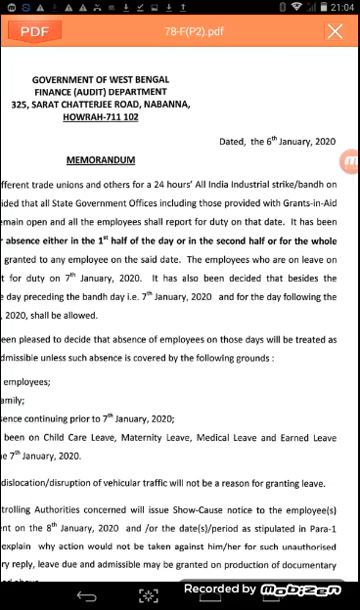 21:04
PDF
78-F(P2).pdf
GOVERNMENT OF WEST BENGAL
FINANCE (AUDIT) DEPARTMENT
325, SARAT CHATTERJEE ROAD, NABANNA,
HOWRAH-711 102
Dated, the 6th January, 2020
MEMORANDUM
fferent trade unions and others for a 24 hours' All India Industrial strike/bandh on
ided that all State Government Offices including those provided with Grants-in-Aid
emain open and all the employees shall report for duty on that date. It has been
r absence either in the 1st half of the day or in the second half or for the whole
granted to any employee on the said date. The employees who are on leave on
t for duty on 7th January, 2020. It has also been decided that besides the
e day preceding the bandh day i.e. 7th January, 2020 and for the day following the
, 2020, shall be allowed.
een pleased to decide that absence of employees on those days will be treated as
dmissible unless such absence is covered by the following grounds :
employees;
amily;
sence continuing prior to 7th January, 2020;
been on Child Care Leave, Maternity Leave, Medical Leave and Earned Leave
e 7th January, 2020.
dislocation/disruption of vehicular traffic will not be a reason for granting leave.
trolling Authorities concerned will issue Show-Cause notice to the employee(s)
ent on the 8th January, 2020 and /or the date(s)/period as stipulated in Para-1
explain why action would not be taken against him/her for such unauthorised
ry reply, leave due and admissible may be granted on production of documentary
Recorded by mobizen